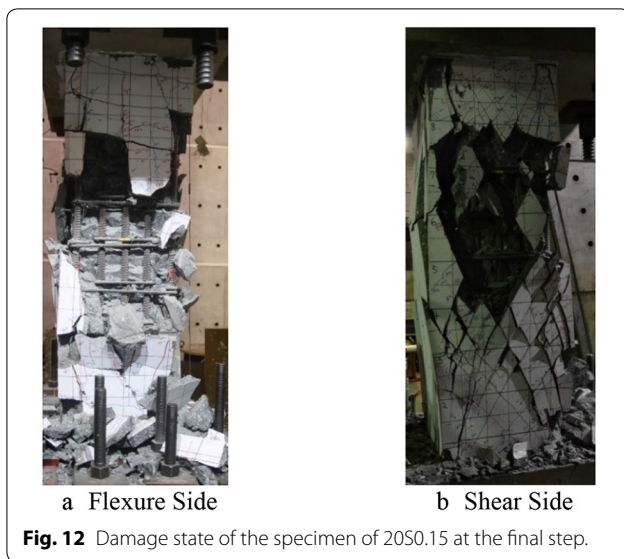 a Flexure Side
b Shear Side
Fig. 12 Damage state of the specimen of 20S0.15 at the final step.